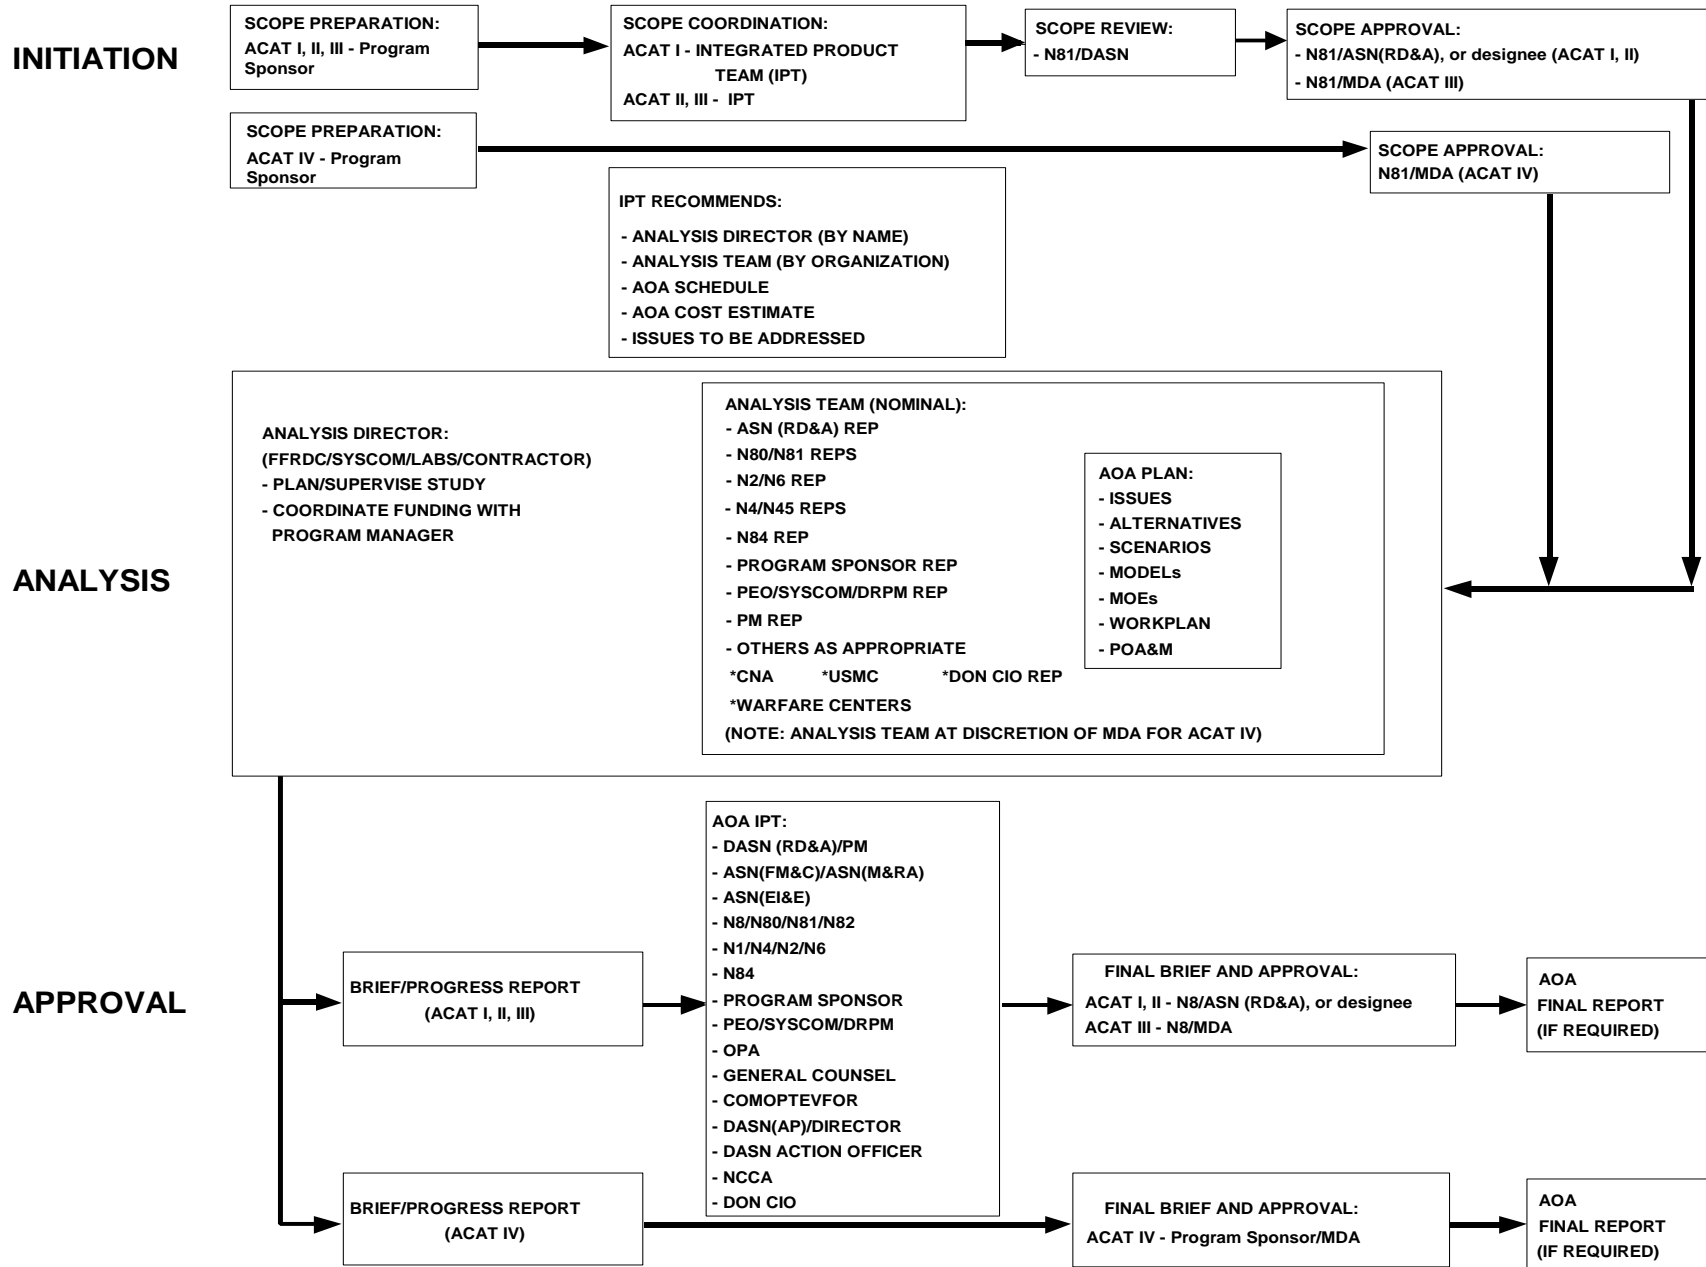 INITIATION
SCOPE PREPARATION:
ACAT I, II, III - Program
Sponsor
SCOPE COORDINATION:
ACAT I - INTEGRATED PRODUCT
TEAM (IPT)
ACAT II, III - IPT
SCOPE REVIEW:
- N81/DASN
SCOPE APPROVAL:
- N81/ASN(RD&A), or designee (ACAT I, II)
- N81/MDA (ACAT III)
SCOPE PREPARATION:
ACAT IV - Program
Sponsor
SCOPE APPROVAL:
N81/MDA (ACAT IV)
IPT RECOMMENDS:
- ANALYSIS DIRECTOR (BY NAME)
- ANALYSIS TEAM (BY ORGANIZATION)
- AOA SCHEDULE
- AOA COST ESTIMATE
- ISSUES TO BE ADDRESSED
ANALYSIS
ANALYSIS DIRECTOR:
(FFRDC/SYSCOM/LABS/CONTRACTOR)
- PLAN/SUPERVISE STUDY
- COORDINATE FUNDING WITH
PROGRAM MANAGER
ANALYSIS TEAM (NOMINAL):
- ASN (RD&A) REP
- N80/N81 REPS
- N2/N6 REP
- N4/N45 REPS
- N84 REP
- PROGRAM SPONSOR REP
- PEO/SYSCOM/DRPM REP
- PM REP
- OTHERS AS APPROPRIATE
*CNA *USMC *DON CIO REP
*WARFARE CENTERS
(NOTE: ANALYSIS TEAM AT DISCRETION OF MDA FOR ACAT IV)
AOA PLAN:
- ISSUES
- ALTERNATIVES
- SCENARIOS
- MODELs
- MOEs
- WORKPLAN
- POA&M
APPROVAL
BRIEF/PROGRESS REPORT
(ACAT I, II, III)
AOA IPT:
- DASN (RD&A)/PM
- ASN(FM&C)/ASN(M&RA)
- ASN(EI&E)
- N8/N80/N81/N82
- N1/N4/N2/N6
- N84
- PROGRAM SPONSOR
- PEO/SYSCOM/DRPM
- OPA
- GENERAL COUNSEL
- COMOPTEVFOR
- DASN(AP)/DIRECTOR
- DASN ACTION OFFICER
- NCCA
- DON CIO
FINAL BRIEF AND APPROVAL:
ACAT I, II - N8/ASN (RD&A), or designee
ACAT III - N8/MDA
AOA
FINAL REPORT
(IF REQUIRED)
BRIEF/PROGRESS REPORT
(ACAT IV)
FINAL BRIEF AND APPROVAL:
ACAT IV - Program Sponsor/MDA
AOA
FINAL REPORT
(IF REQUIRED)